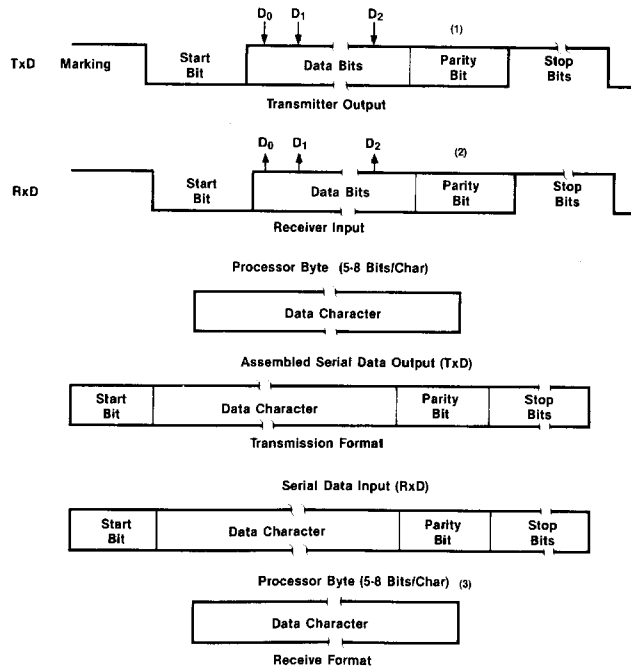 D0 D1 D2 (1)
TxD Marking Start Bit Data Bits Parity Bit Stop Bits
Transmitter Output
D0 D1 D2 (2)
RxD Start Bit Data Bits Parity Bit Stop Bits
Receiver Input
Processor Byte (5-8 Bits/Char)
Data Character
Assembled Serial Data Output (TxD)
Start Bit Data Character Parity Bit Stop Bits
Transmission Format
Serial Data Input (RxD)
Start Bit Data Character Parity Bit Stop Bits
Processor Byte (5-8 Bits/Char) (3)
Data Character
Receive Format